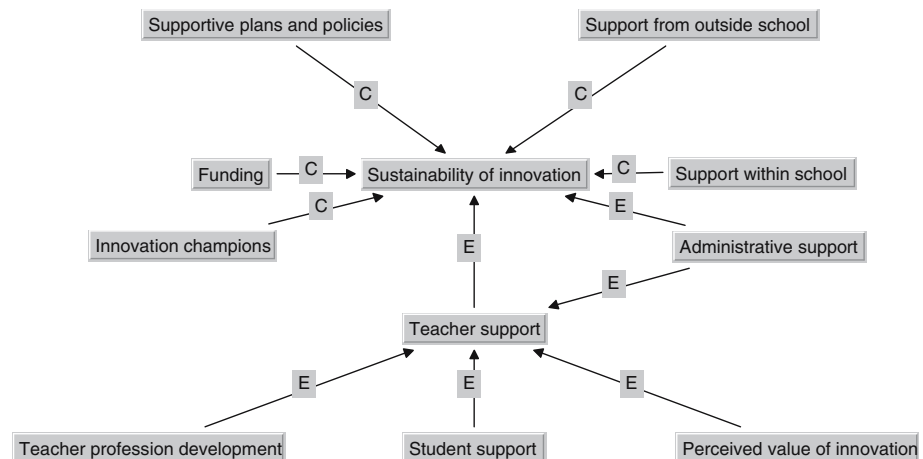 Supportive plans and policies
Support from outside school
C
C
Funding
C
Sustainability of innovation
C
Support within school
C
E
Innovation champions
E
Administrative support
E
Teacher support
E
E
E
Teacher profession development
Student support
Perceived value of innovation